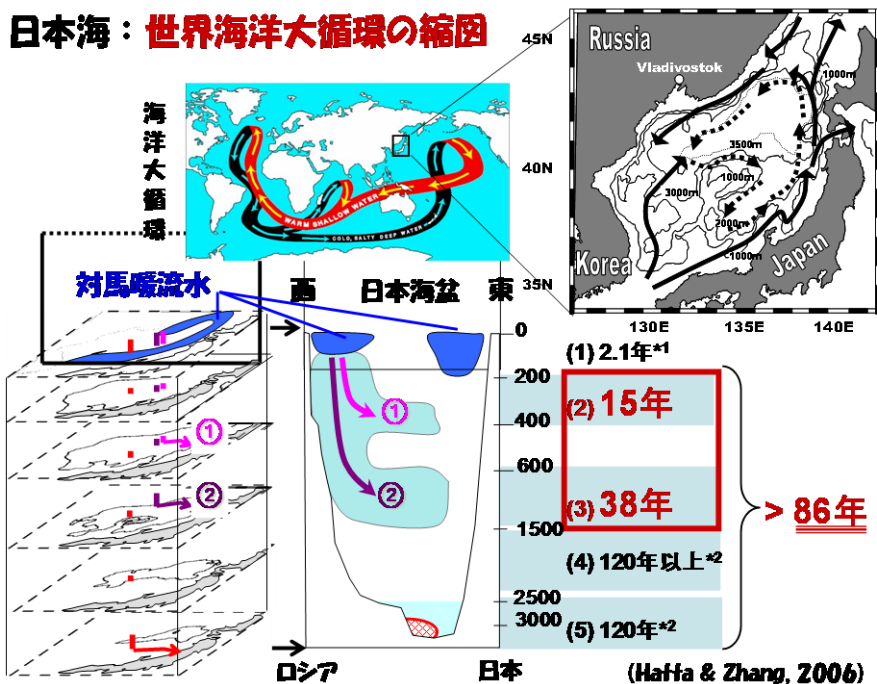 日本海：世界海洋大循環の縮図
海洋大循環
WARM SHALLOW WATER
COLD, SALTY DEEP WATER
45N
40N
35N
130E
135E
140E
Russia
Vladivostok
Korea
Japan
1000m
3500m
1000m
3000m
2000m
<1000m
対馬暖流水
西
日本海盆
東
0
200
400
600
1500
2500
3000
①
②
①
②
(1) 2.1年*1
(2) 15年
(3) 38年
(4) 120年以上*2
(5) 120年*2
> 86年
ロシア
日本
(Hatta & Zhang, 2006)